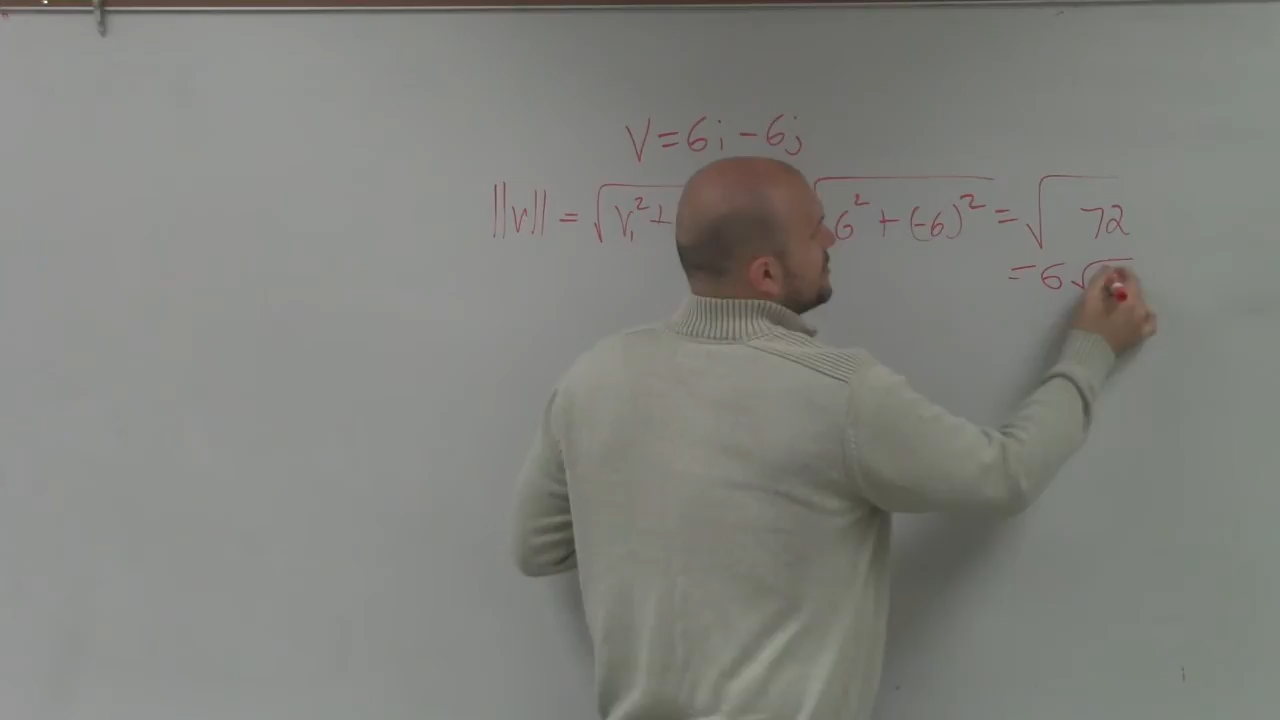 V = 6i - 6j
||v|| = √v₁² + √6² + (-6)² = √72
= 6√